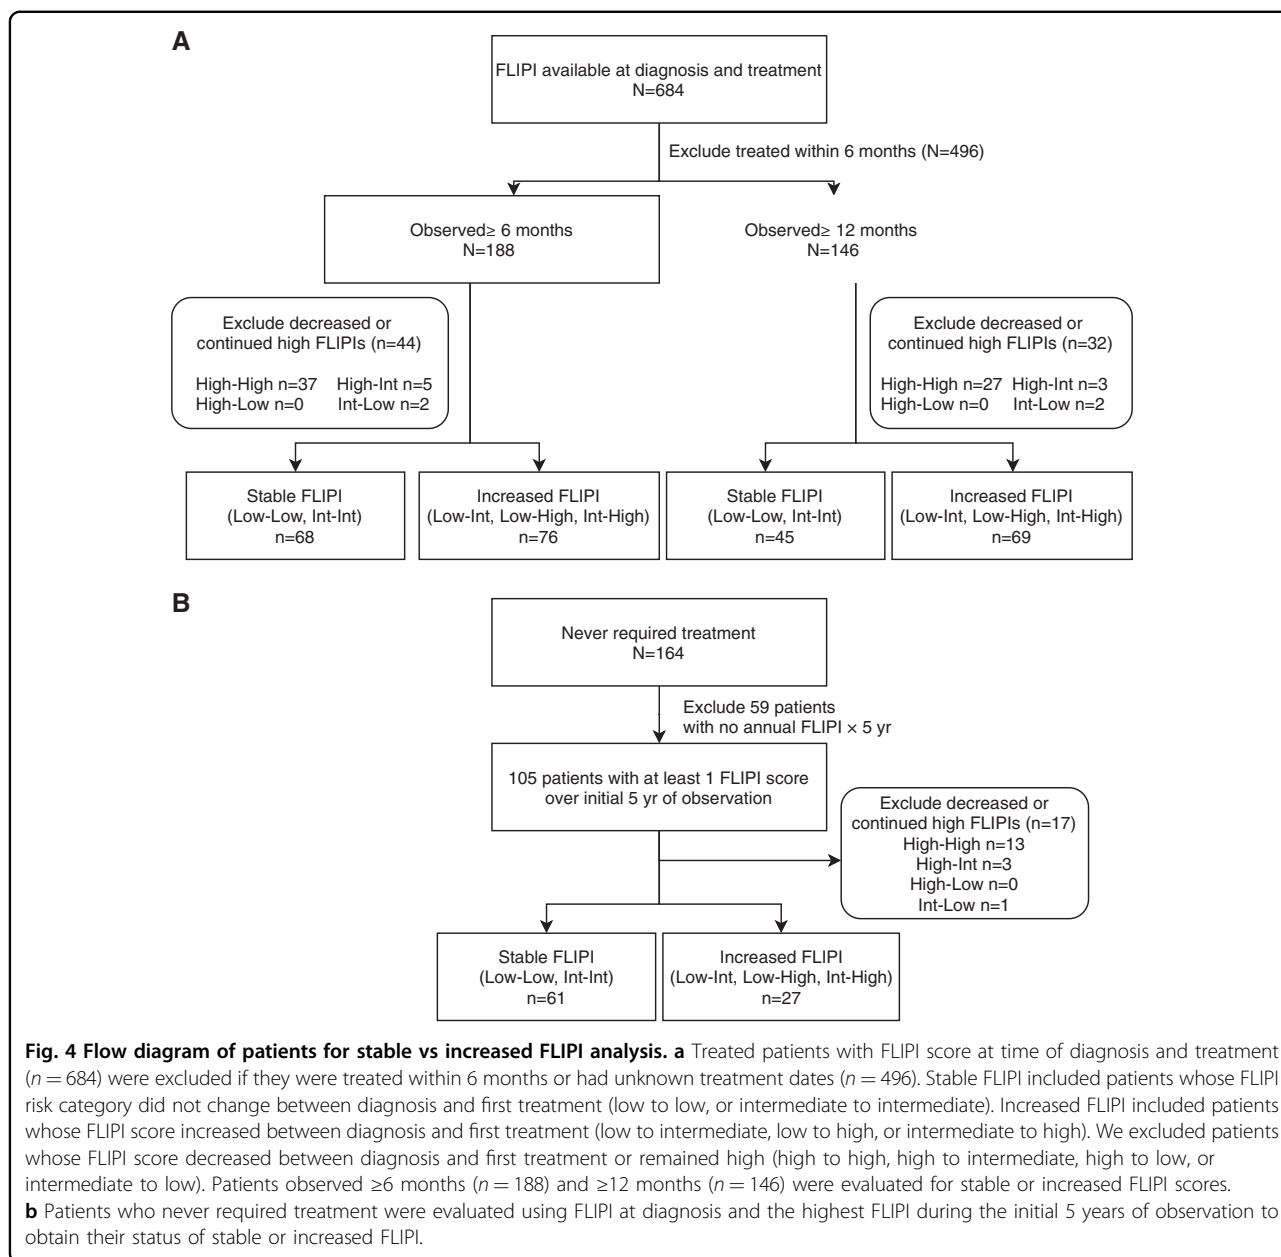 A
FLIPI available at diagnosis and treatment
N=684
Exclude treated within 6 months (N=496)
Observed≥ 6 months
N=188
Observed≥ 12 months
N=146
Exclude decreased or
continued high FLIPIs (n=44)
High-High n=37 High-Int n=5
High-Low n=0 Int-Low n=2
Exclude decreased or
continued high FLIPIs (n=32)
High-High n=27 High-Int n=3
High-Low n=0 Int-Low n=2
Stable FLIPI
(Low-Low, Int-Int)
n=68
Increased FLIPI
(Low-Int, Low-High, Int-High)
n=76
Stable FLIPI
(Low-Low, Int-Int)
n=45
Increased FLIPI
(Low-Int, Low-High, Int-High)
n=69
B
Never required treatment
N=164
Exclude 59 patients
with no annual FLIPI × 5 yr
105 patients with at least 1 FLIPI score
over initial 5 yr of observation
Exclude decreased or
continued high FLIPIs (n=17)
High-High n=13
High-Int n=3
High-Low n=0
Int-Low n=1
Stable FLIPI
(Low-Low, Int-Int)
n=61
Increased FLIPI
(Low-Int, Low-High, Int-High)
n=27
Fig. 4 Flow diagram of patients for stable vs increased FLIPI analysis. a Treated patients with FLIPI score at time of diagnosis and treatment
(n = 684) were excluded if they were treated within 6 months or had unknown treatment dates (n = 496). Stable FLIPI included patients whose FLIPI
risk category did not change between diagnosis and first treatment (low to low, or intermediate to intermediate). Increased FLIPI included patients
whose FLIPI score increased between diagnosis and first treatment (low to intermediate, low to high, or intermediate to high). We excluded patients
whose FLIPI score decreased between diagnosis and first treatment or remained high (high to high, high to intermediate, high to low, or
intermediate to low). Patients observed ≥6 months (n = 188) and ≥12 months (n = 146) were evaluated for stable or increased FLIPI scores.
b Patients who never required treatment were evaluated using FLIPI at diagnosis and the highest FLIPI during the initial 5 years of observation to
obtain their status of stable or increased FLIPI.